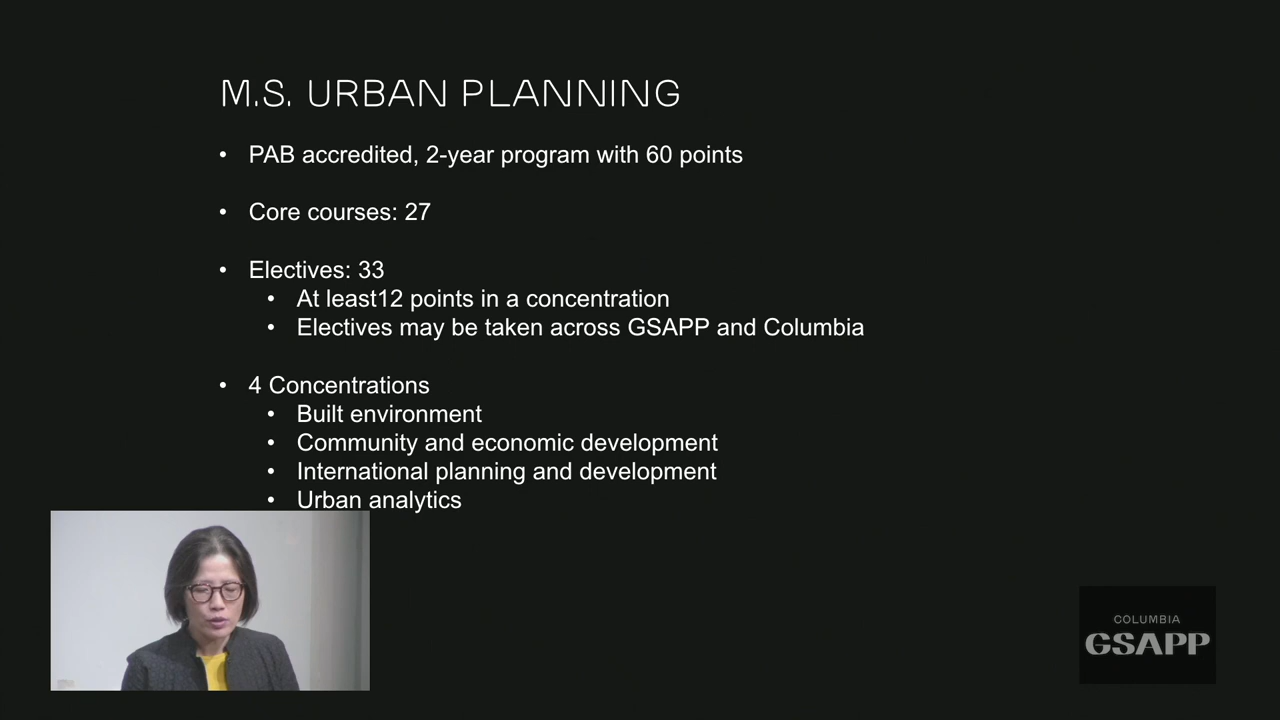 M.S. URBAN PLANNING
• PAB accredited, 2-year program with 60 points
• Core courses: 27
• Electives: 33
• At least12 points in a concentration
• Electives may be taken across GSAPP and Columbia
• 4 Concentrations
• Built environment
• Community and economic development
• International planning and development
• Urban analytics
COLUMBIA
GSAPP